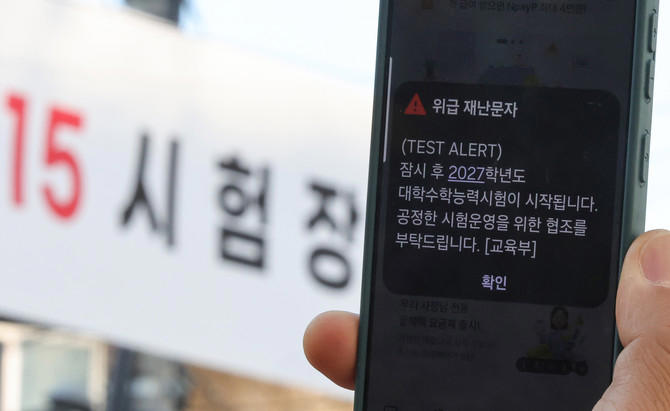 15 시험장
위급 재난문자
(TEST ALERT)
잠시 후 2027학년도
대학수학능력시험이 시작됩니다.
공정한 시험운영을 위한 협조를
부탁드립니다. [교육부]
확인